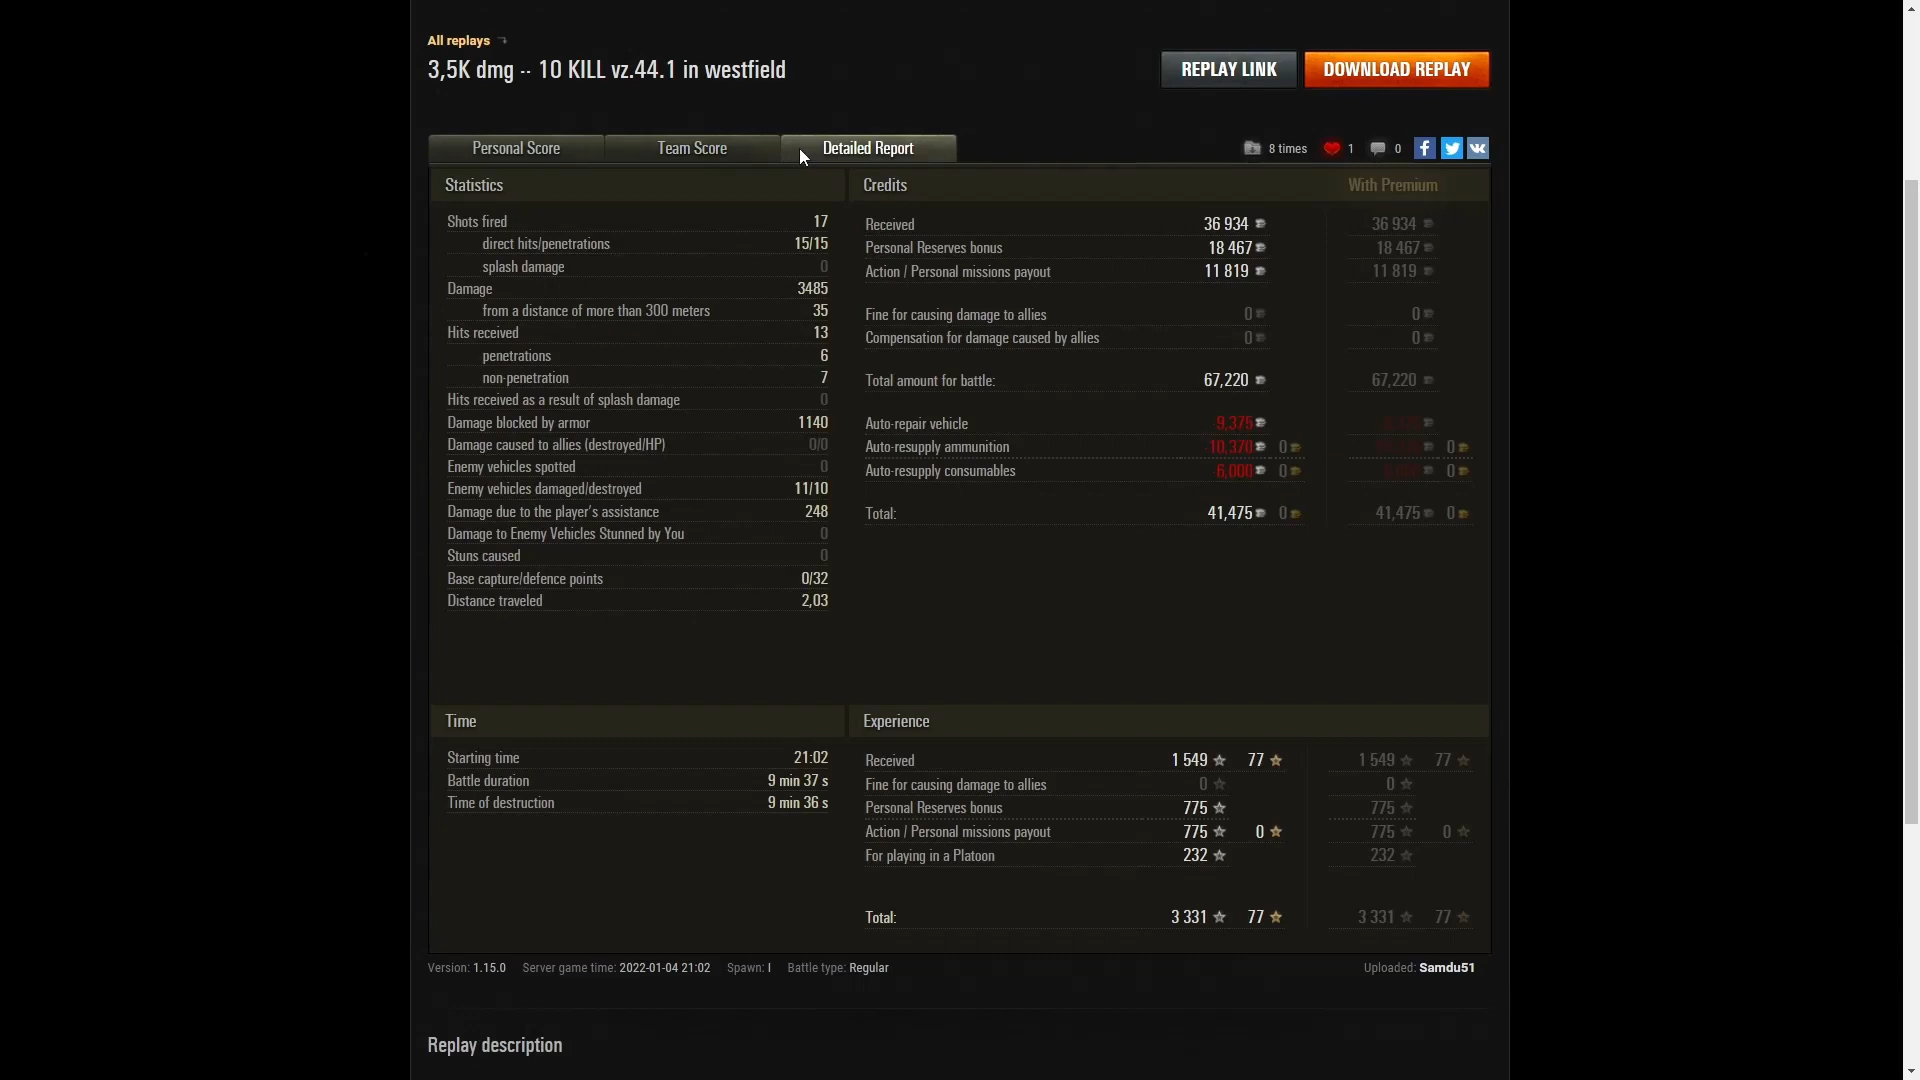 All replays
3,5K dmg -- 10 KILL vz.44.1 in westfield
REPLAY LINK
DOWNLOAD REPLAY
Personal Score
Team Score
Detailed Report
8 times
1
0
Statistics
Shots fired 17
direct hits/penetrations 15/15
splash damage 0
Damage 3485
from a distance of more than 300 meters 35
Hits received 13
penetrations 6
non-penetration 7
Hits received as a result of splash damage 0
Damage blocked by armor 1140
Damage caused to allies (destroyed/HP) 0/0
Enemy vehicles spotted 0
Enemy vehicles damaged/destroyed 11/10
Damage due to the player's assistance 248
Damage to Enemy Vehicles Stunned by You 0
Stuns caused 0
Base capture/defence points 0/32
Distance traveled 2,03
Credits With Premium
Received 36 934 36 934
Personal Reserves bonus 18 467 18 467
Action / Personal missions payout 11 819 11 819
Fine for causing damage to allies 0 0
Compensation for damage caused by allies 0 0
Total amount for battle: 67,220 67,220
Auto-repair vehicle -9,375
Auto-resupply ammunition -10,370 0 0
Auto-resupply consumables -6,000 0 0
Total: 41,475 0 41,475 0
Time
Starting time 21:02
Battle duration 9 min 37 s
Time of destruction 9 min 36 s
Experience
Received 1 549 77 1 549 77
Fine for causing damage to allies 0 0
Personal Reserves bonus 775 775
Action / Personal missions payout 775 0 775 0
For playing in a Platoon 232 232
Total: 3 331 77 3 331 77
Version: 1.15.0 Server game time: 2022-01-04 21:02 Spawn: I Battle type: Regular Uploaded: Samdu51
Replay description